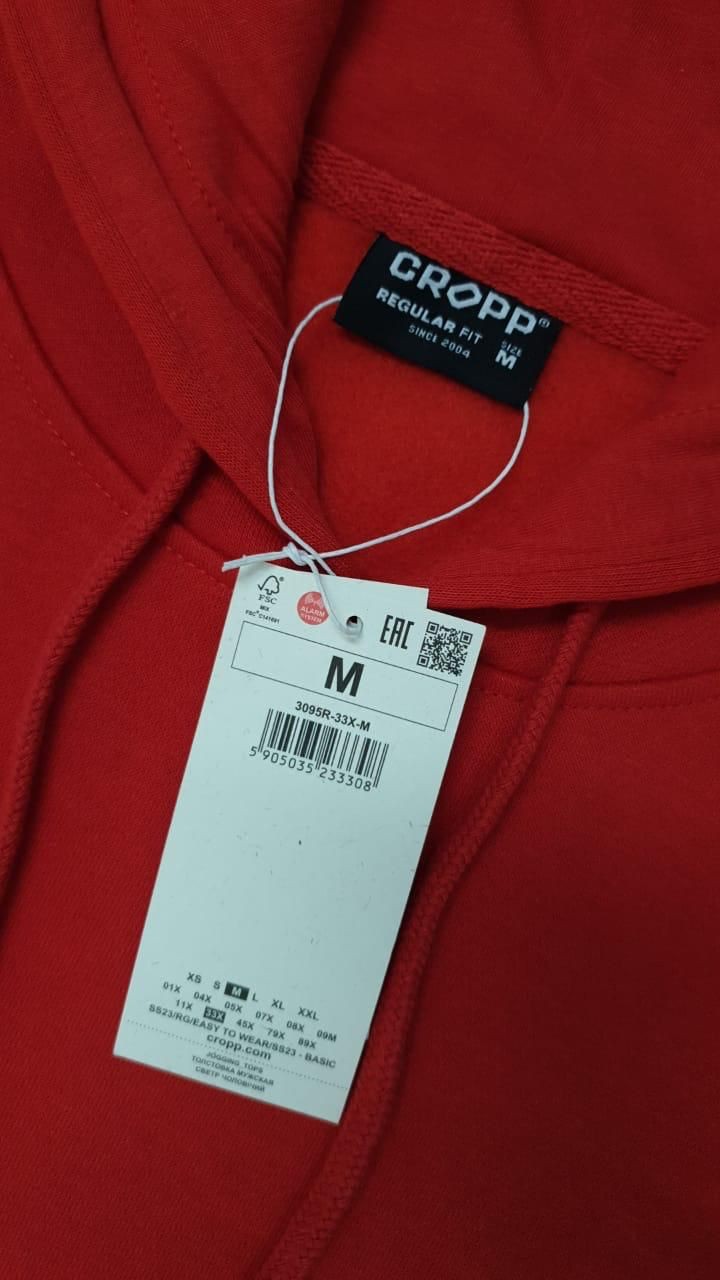 CROPP®
REGULAR FIT
SINCE 2004
SIZE
M
FSC
MIX
FSC® C141691
ALARM
SYSTEM
EAC
M
3095R-33X-M
5 905035 233308
XS S M L XL XXL
01X 04X 05X 07X 08X 09M
11X 33X 45X 79X 89X
SS23/RG/EASY TO WEAR/SS23 - BASIC
cropp.com
JOGGING_TOPS
ТОЛСТОВКА МУЖСКАЯ
СВЕТР ЧОЛОВІЧИЙ